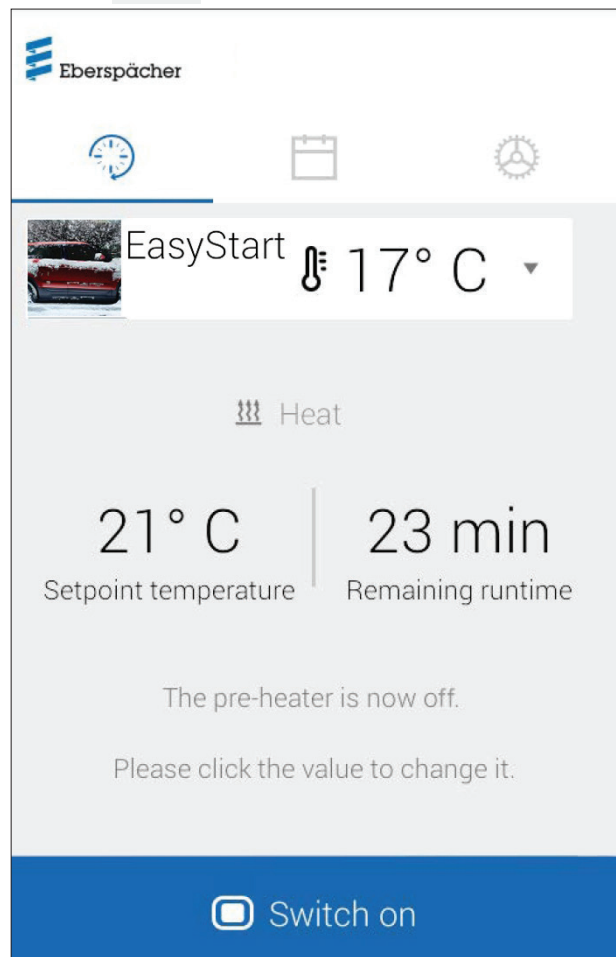 Eberspächer
EasyStart
17° C
Heat
21° C
23 min
Setpoint temperature
Remaining runtime
The pre-heater is now off.
Please click the value to change it.
Switch on